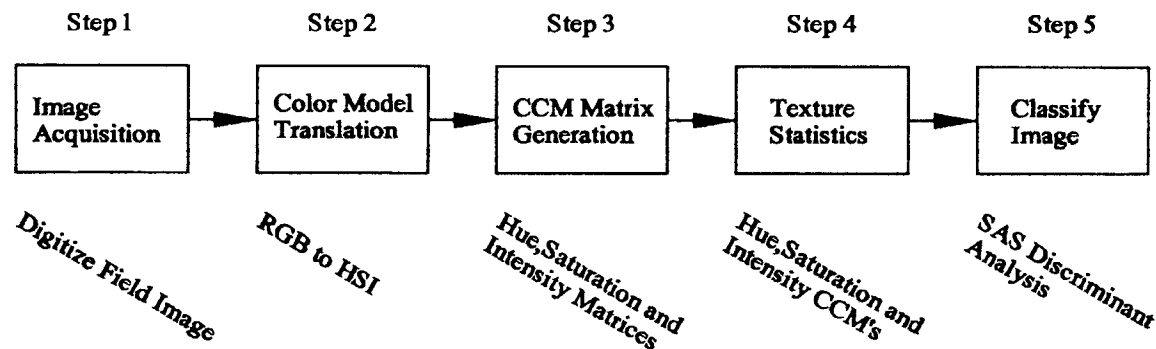 Step 1
Step 2
Step 3
Step 4
Step 5
Image
Acquisition
Color Model
Translation
CCM Matrix
Generation
Texture
Statistics
Classify
Image
Digitize Field Image
RGB to HSI
Hue,Saturation and
Intensity Matrices
Hue,Saturation and
Intensity CCM's
SAS Discriminant
Analysis